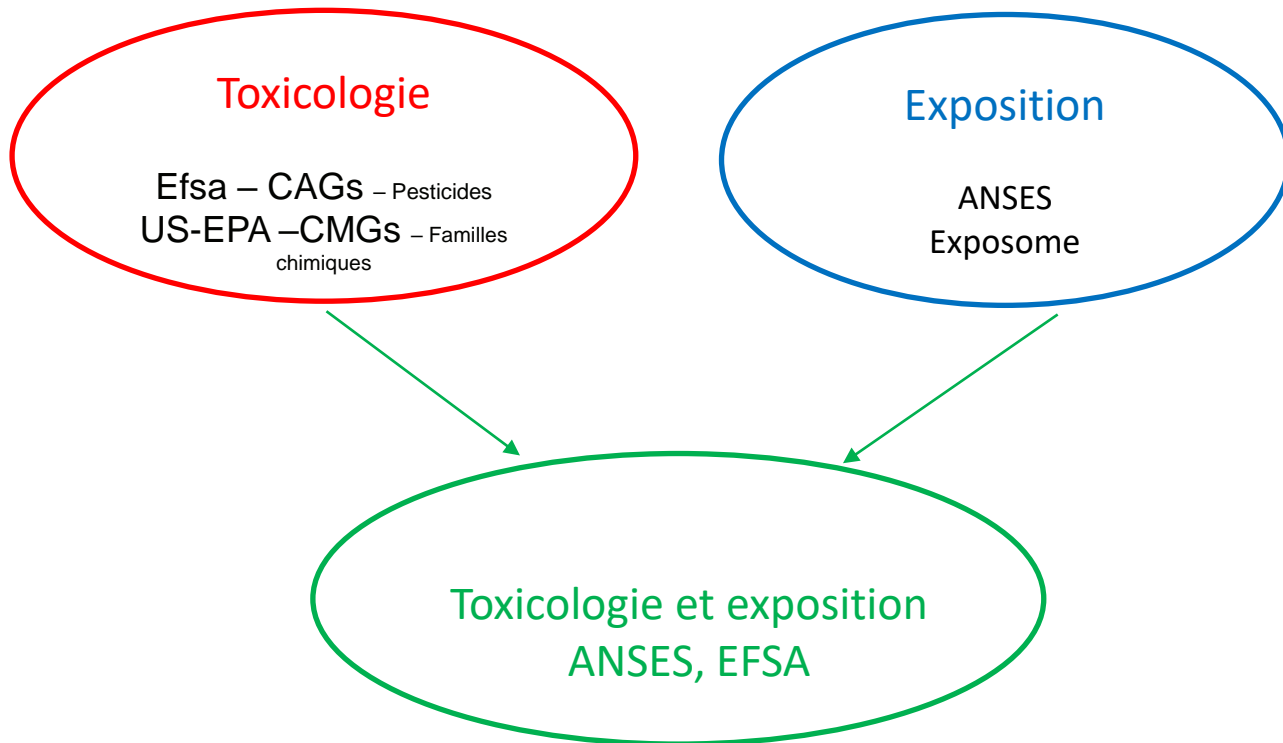 Toxicologie
Efsa – CAGs – Pesticides
US-EPA –CMGs – Familles
chimiques
Exposition
ANSES
Exposome
Toxicologie et exposition
ANSES, EFSA